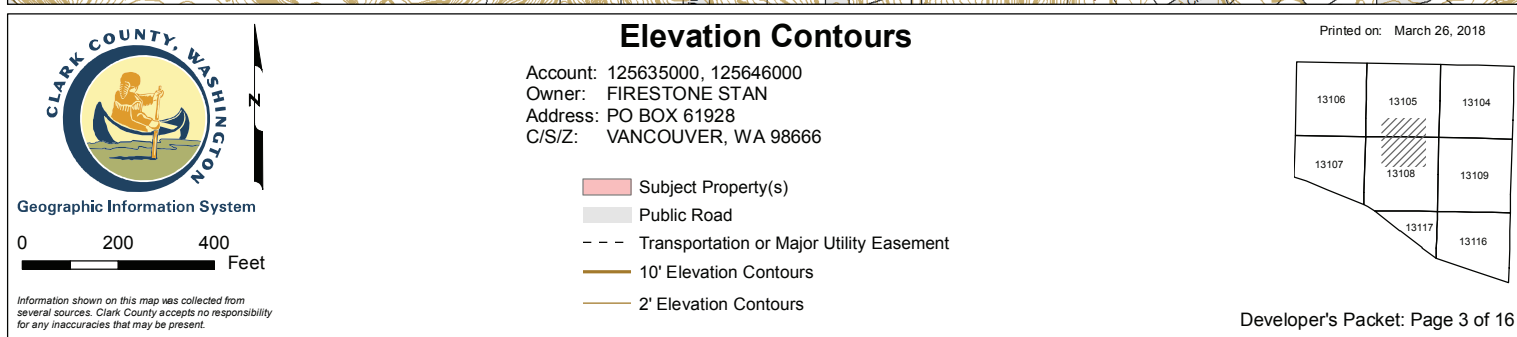 CLARK COUNTY, WASHINGTON
Geographic Information System
N
0 200 400
Feet
Information shown on this map was collected from
several sources. Clark County accepts no responsibility
for any inaccuracies that may be present.
Elevation Contours
Account: 125635000, 125646000
Owner: FIRESTONE STAN
Address: PO BOX 61928
C/S/Z: VANCOUVER, WA 98666
Subject Property(s)
Public Road
Transportation or Major Utility Easement
10' Elevation Contours
2' Elevation Contours
Printed on: March 26, 2018
13106 13105 13104
13107 13108 13109
13117 13116
Developer's Packet: Page 3 of 16